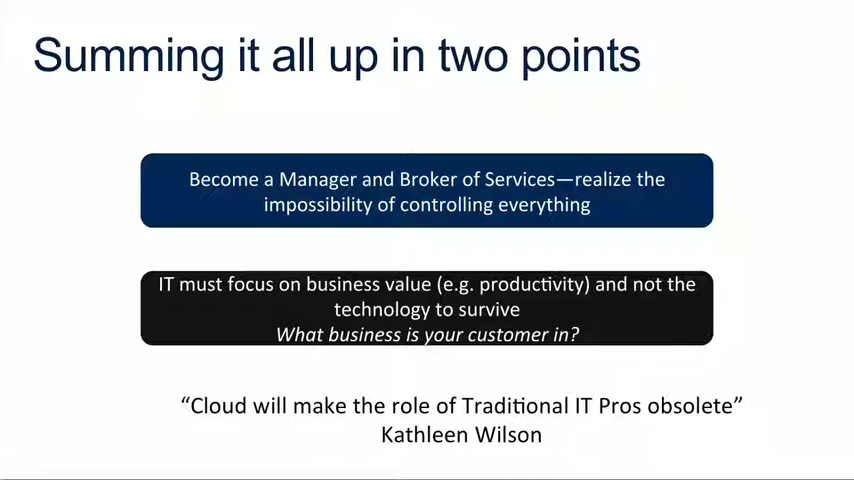 Summing it all up in two points
Become a Manager and Broker of Services—realize the
impossibility of controlling everything
IT must focus on business value (e.g. productivity) and not the
technology to survive
What business is your customer in?
“Cloud will make the role of Traditional IT Pros obsolete”
Kathleen Wilson